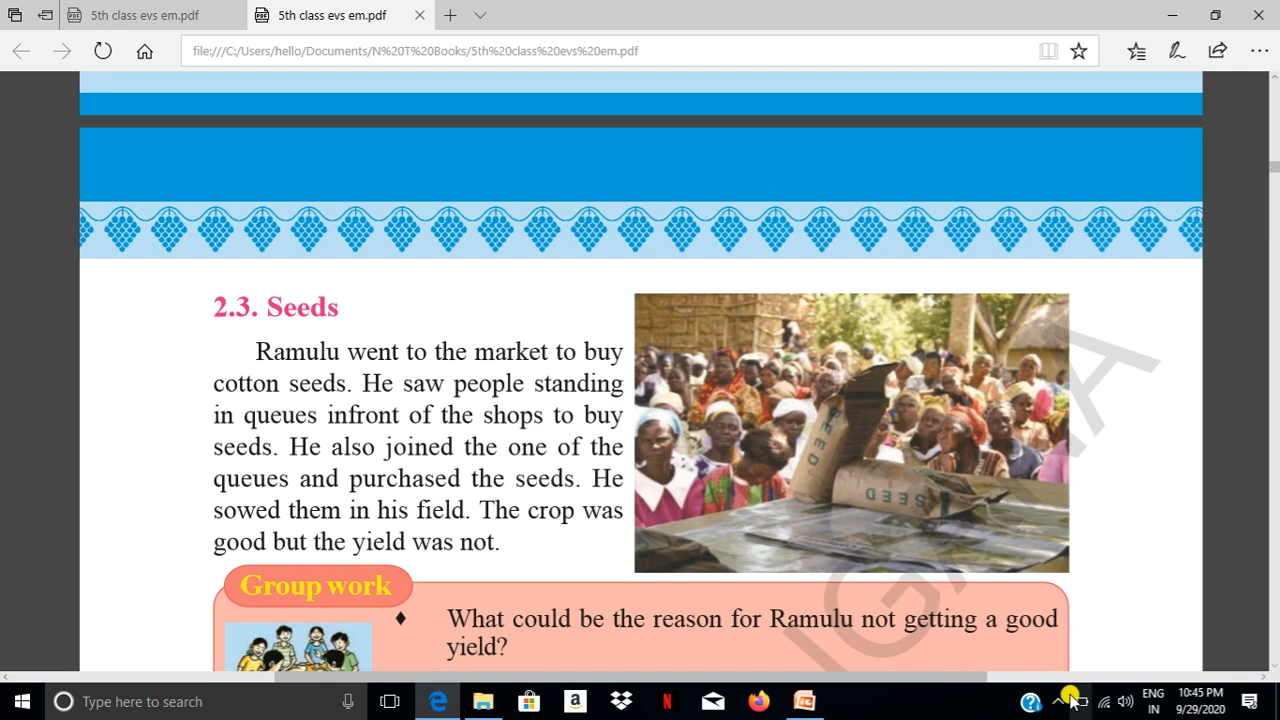 5th class evs em.pdf
5th class evs em.pdf
file:///C:/Users/hello/Documents/N%20T%20Books/5th%20class%20evs%20em.pdf
2.3. Seeds
Ramulu went to the market to buy
cotton seeds. He saw people standing
in queues infront of the shops to buy
seeds. He also joined the one of the
queues and purchased the seeds. He
sowed them in his field. The crop was
good but the yield was not.
SEED
SEED
Group work
♦ What could be the reason for Ramulu not getting a good
yield?
Type here to search
ENG
IN
10:45 PM
9/29/2020